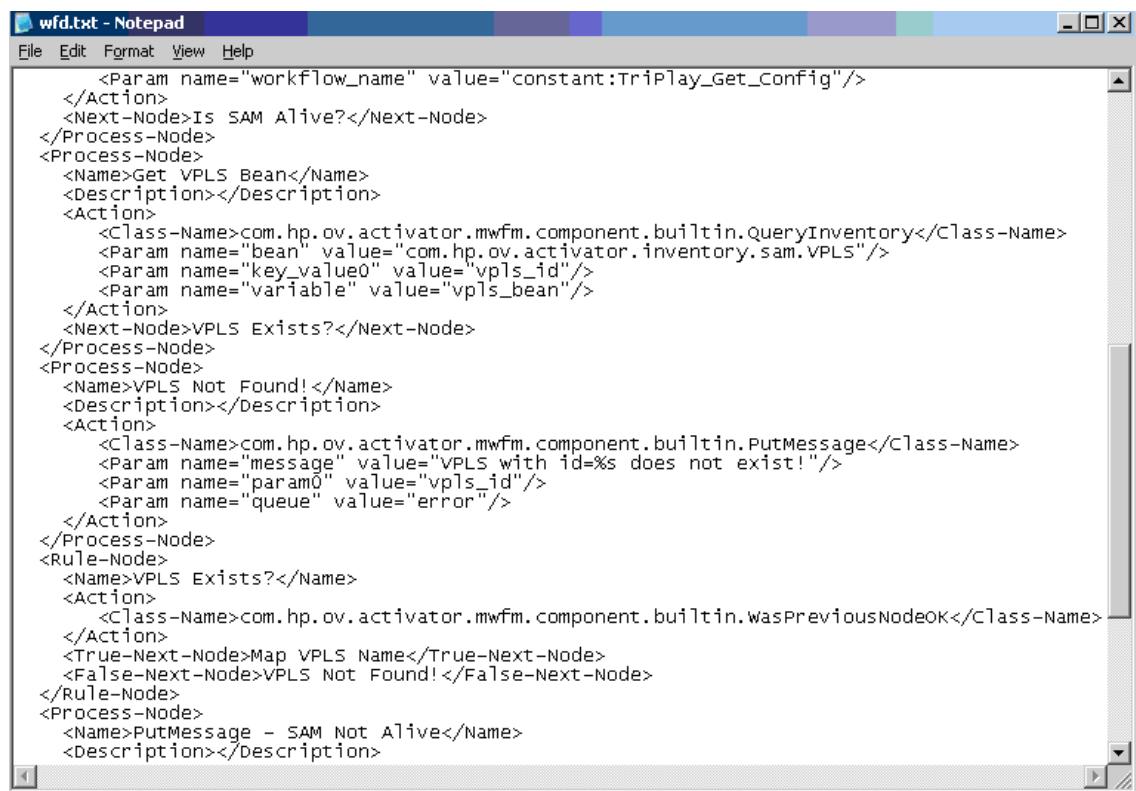 wfd.txt - Notepad
File Edit Format View Help
<Param name="workflow_name" value="constant:TriPlay_Get_Config"/>
</Action>
<Next-Node>Is SAM Alive?</Next-Node>
</Process-Node>
<Process-Node>
<Name>Get VPLS Bean</Name>
<Description></Description>
<Action>
<Class-Name>com.hp.ov.activator.mwfm.component.builtin.QueryInventory</Class-Name>
<Param name="bean" value="com.hp.ov.activator.inventory.sam.VPLS"/>
<Param name="key_value0" value="vpls_id"/>
<Param name="variable" value="vpls_bean"/>
</Action>
<Next-Node>VPLS Exists?</Next-Node>
</Process-Node>
<Process-Node>
<Name>VPLS Not Found!</Name>
<Description></Description>
<Action>
<Class-Name>com.hp.ov.activator.mwfm.component.builtin.PutMessage</Class-Name>
<Param name="message" value="VPLS with id=%s does not exist!"/>
<Param name="param0" value="vpls_id"/>
<Param name="queue" value="error"/>
</Action>
</Process-Node>
<Rule-Node>
<Name>VPLS Exists?</Name>
<Action>
<Class-Name>com.hp.ov.activator.mwfm.component.builtin.WasPreviousNodeOK</Class-Name>
</Action>
<True-Next-Node>Map VPLS Name</True-Next-Node>
<False-Next-Node>VPLS Not Found!</False-Next-Node>
</Rule-Node>
<Process-Node>
<Name>PutMessage - SAM Not Alive</Name>
<Description></Description>